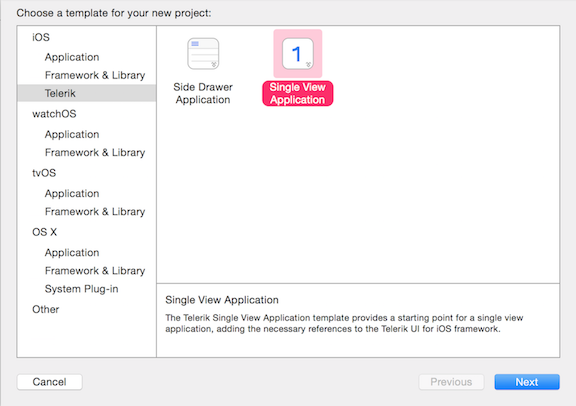 Choose a template for your new project:
iOS
Application
Framework & Library
Telerik
watchOS
Application
Framework & Library
tvOS
Application
Framework & Library
OS X
Application
Framework & Library
System Plug-in
Other
1
Side Drawer
Application
Single View
Application
Single View Application
The Telerik Single View Application template provides a starting point for a single view
application, adding the necessary references to the Telerik UI for iOS framework.
Cancel
Previous
Next